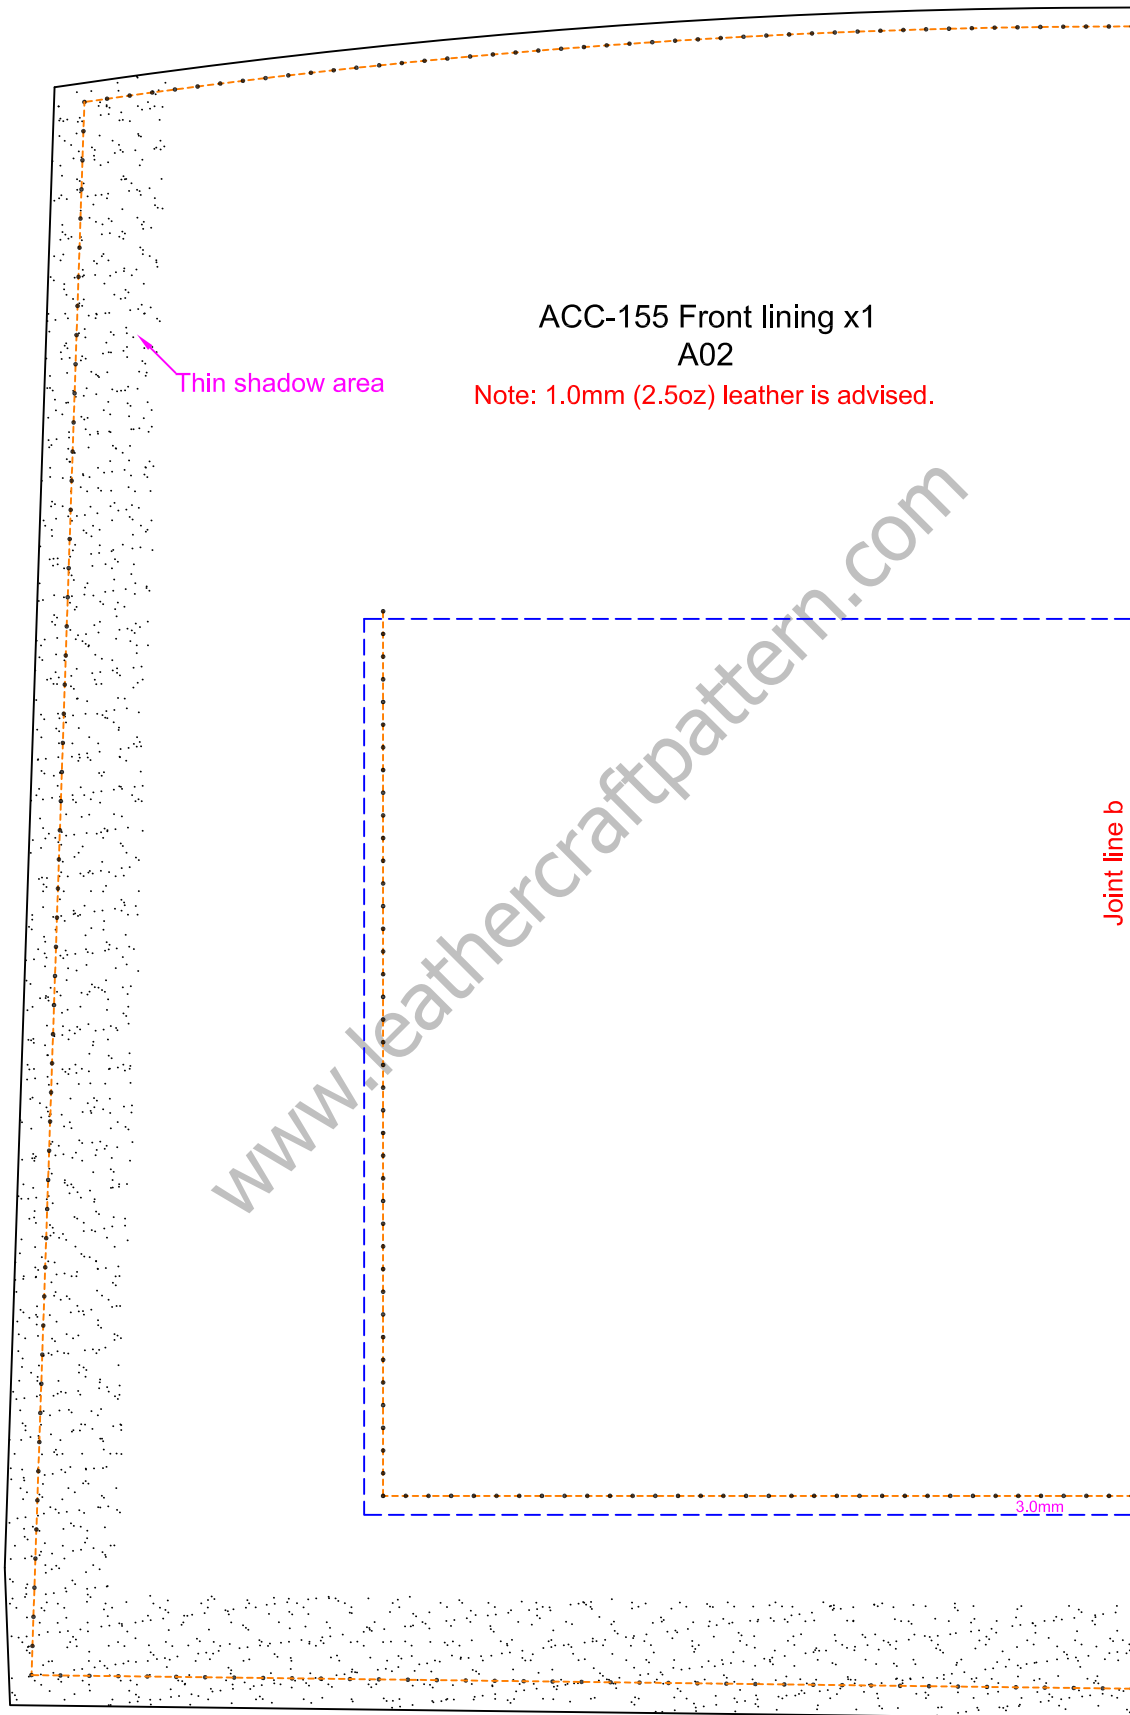 ACC-155 Front lining x1
A02
Note: 1.0mm (2.5oz) leather is advised.
Thin shadow area
www.leathercraftpattern.com
Joint line b
3.0mm